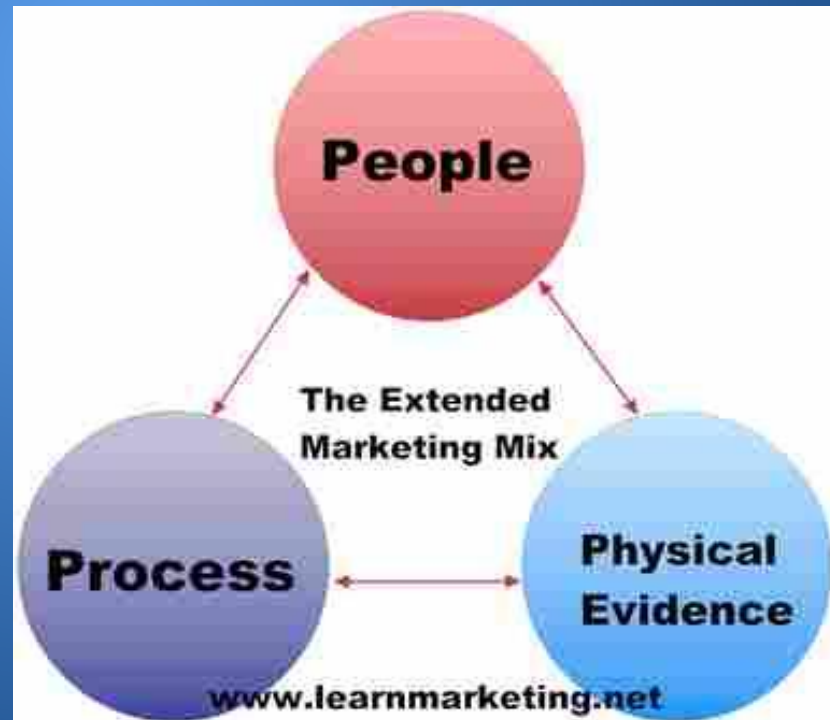 People
The Extended
Marketing Mix
Process
Physical
Evidence
www.learnmarketing.net